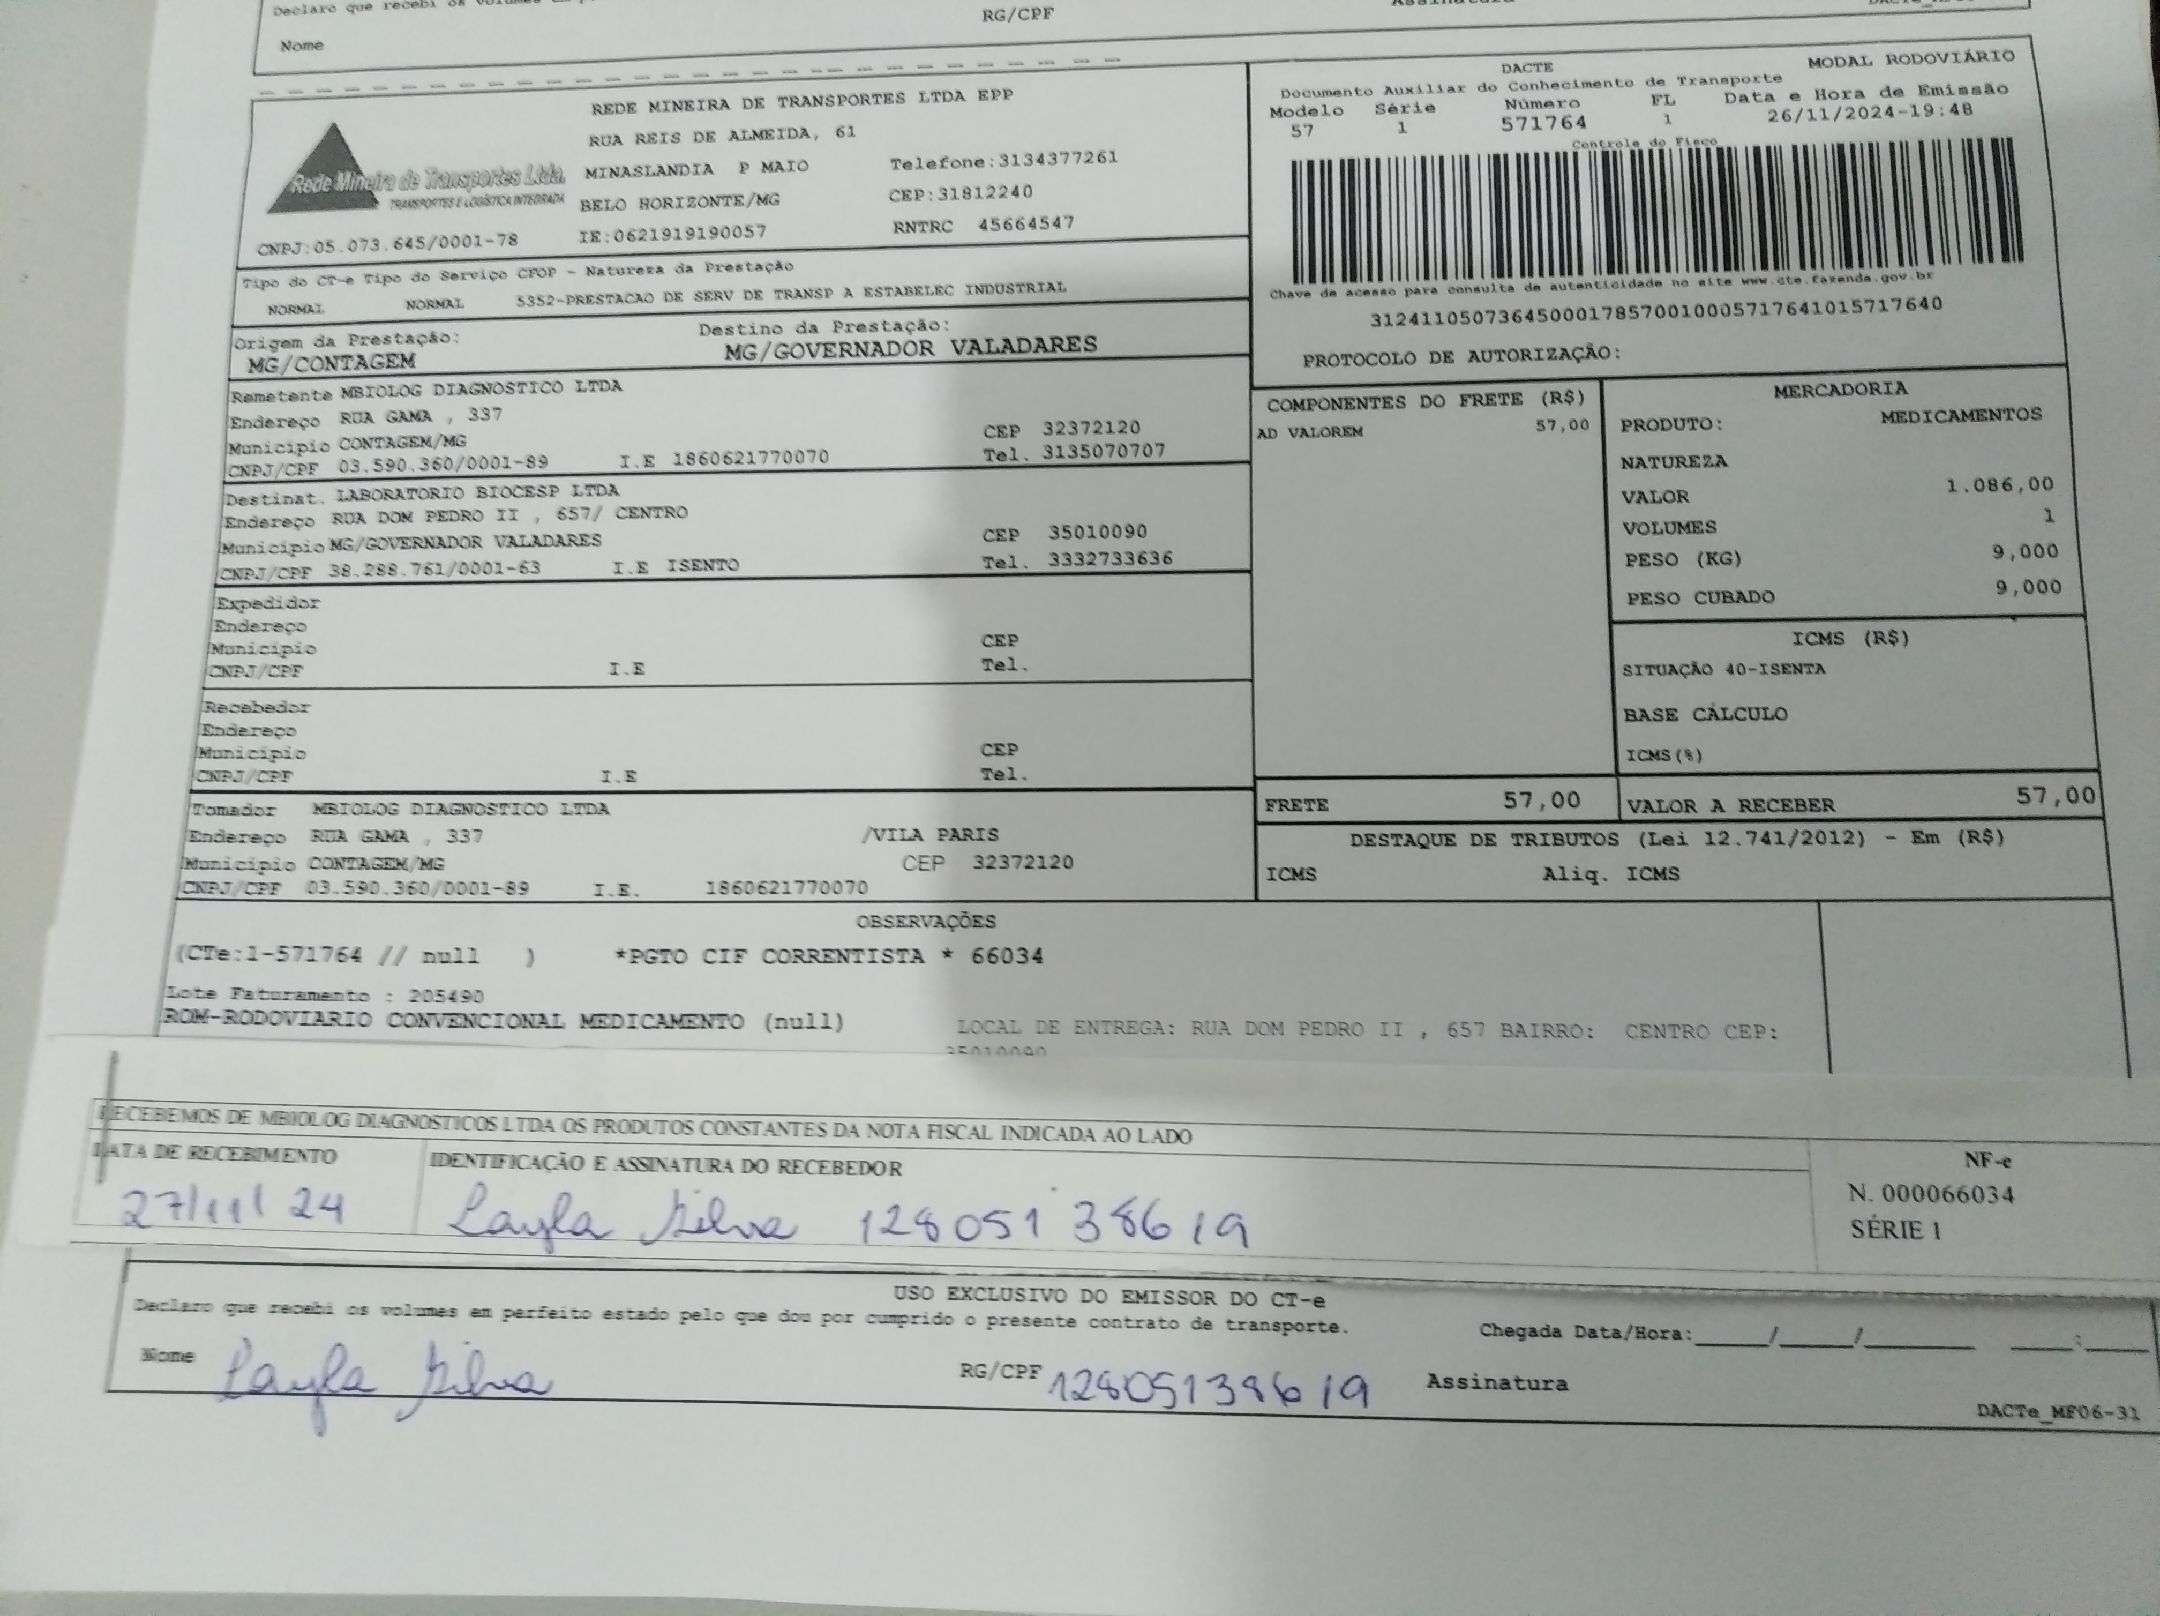 Declaro que recebi os volumes em
Nome RG/CPF
REDE MINEIRA DE TRANSPORTES LTDA EPP
RUA REIS DE ALMEIDA, 61
MINASLANDIA P MAIO Telefone:3134377261
BELO HORIZONTE/MG CEP:31812240
CNPJ:05.073.645/0001-78 IE:0621919190057 RNTRC 45664547
Rede Mineira de Transportes Ltda.
TRANSPORTES E LOGÍSTICA INTEGRADA
DACTE MODAL RODOVIÁRIO
Documento Auxiliar do Conhecimento de Transporte
Modelo Série Número FL Data e Hora de Emissão
57 1 571764 1 26/11/2024-19:48
Controle do Fisco
Chave de acesso para consulta de autenticidade no site www.cte.fazenda.gov.br
31241105073645000178570010005717641015717640
PROTOCOLO DE AUTORIZAÇÃO:
Tipo do CT-e Tipo do Serviço CFOP - Natureza da Prestação
NORMAL NORMAL 5352-PRESTACAO DE SERV DE TRANSP A ESTABELEC INDUSTRIAL
Origem da Prestação: Destino da Prestação:
MG/CONTAGEM MG/GOVERNADOR VALADARES
Remetente MBIOLOG DIAGNOSTICO LTDA
Endereço RUA GAMA , 337
Município CONTAGEM/MG CEP 32372120
CNPJ/CPF 03.590.360/0001-89 I.E 1860621770070 Tel. 3135070707
Destinat. LABORATORIO BIOCESP LTDA
Endereço RUA DOM PEDRO II , 657/ CENTRO
Município MG/GOVERNADOR VALADARES CEP 35010090
CNPJ/CPF 38.288.761/0001-63 I.E ISENTO Tel. 3332733636
Expedidor
Endereço
Município CEP
CNPJ/CPF I.E Tel.
Recebedor
Endereço
Município CEP
CNPJ/CPF I.E Tel.
Tomador MBIOLOG DIAGNOSTICO LTDA
Endereço RUA GAMA , 337 /VILA PARIS
Município CONTAGEM/MG CEP 32372120
CNPJ/CPF 03.590.360/0001-89 I.E. 1860621770070
COMPONENTES DO FRETE (R$)
AD VALOREM 57,00
MERCADORIA
PRODUTO: MEDICAMENTOS
NATUREZA
VALOR 1.086,00
VOLUMES 1
PESO (KG) 9,000
PESO CUBADO 9,000
ICMS (R$)
SITUAÇÃO 40-ISENTA
BASE CÁLCULO
ICMS(%)
FRETE 57,00 VALOR A RECEBER 57,00
DESTAQUE DE TRIBUTOS (Lei 12.741/2012) - Em (R$)
ICMS Aliq. ICMS
OBSERVAÇÕES
(CTe:1-571764 // null ) *PGTO CIF CORRENTISTA * 66034
Lote Faturamento : 205490
ROM-RODOVIARIO CONVENCIONAL MEDICAMENTO (null)
LOCAL DE ENTREGA: RUA DOM PEDRO II , 657 BAIRRO: CENTRO CEP:
35010090
RECEBEMOS DE MBIOLOG DIAGNOSTICOS LTDA OS PRODUTOS CONSTANTES DA NOTA FISCAL INDICADA AO LADO
DATA DE RECEBIMENTO IDENTIFICAÇÃO E ASSINATURA DO RECEBEDOR
27/11/24 Layla Silva 12805138619
NF-e
N. 000066034
SÉRIE 1
USO EXCLUSIVO DO EMISSOR DO CT-e
Declaro que recebi os volumes em perfeito estado pelo que dou por cumprido o presente contrato de transporte.
Chegada Data/Hora:_____/_____/_______ ____:____
Nome Layla Silva RG/CPF 12805138619 Assinatura
DACTe_MF06-31